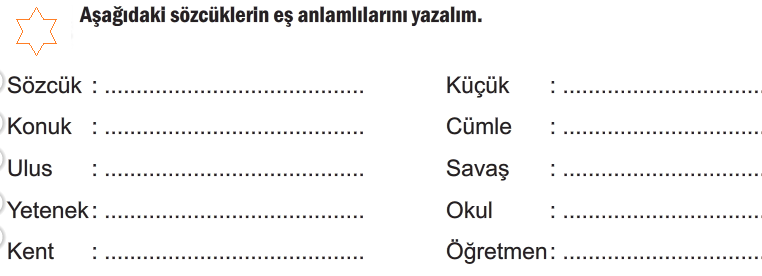 Aşağıdaki sözcüklerin eş anlamlılarını yazalım.
Sözcük : ......................................... Küçük : ...............................
Konuk : ......................................... Cümle : ...............................
Ulus : ......................................... Savaş : ...............................
Yetenek : ......................................... Okul : ...............................
Kent : ......................................... Öğretmen : ...............................